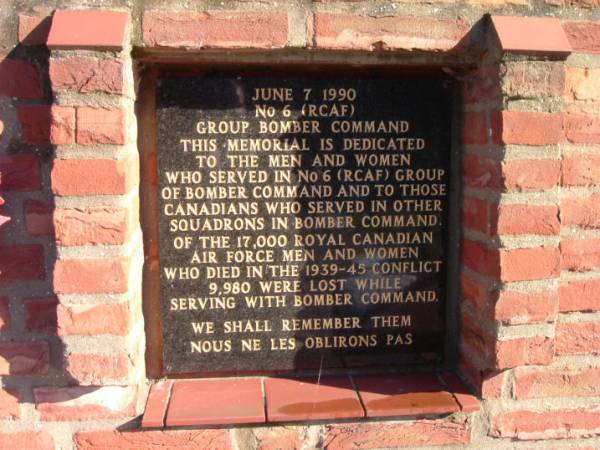 JUNE 7 1990
No 6 (RCAF)
GROUP BOMBER COMMAND
THIS MEMORIAL IS DEDICATED
TO THE MEN AND WOMEN
WHO SERVED IN No 6 (RCAF) GROUP
OF BOMBER COMMAND AND TO THOSE
CANADIANS WHO SERVED IN OTHER
SQUADRONS IN BOMBER COMMAND.
OF THE 17,000 ROYAL CANADIAN
AIR FORCE MEN AND WOMEN
WHO DIED IN THE 1939-45 CONFLICT
9,980 WERE LOST WHILE
SERVING WITH BOMBER COMMAND.
WE SHALL REMEMBER THEM
NOUS NE LES OBLIRONS PAS